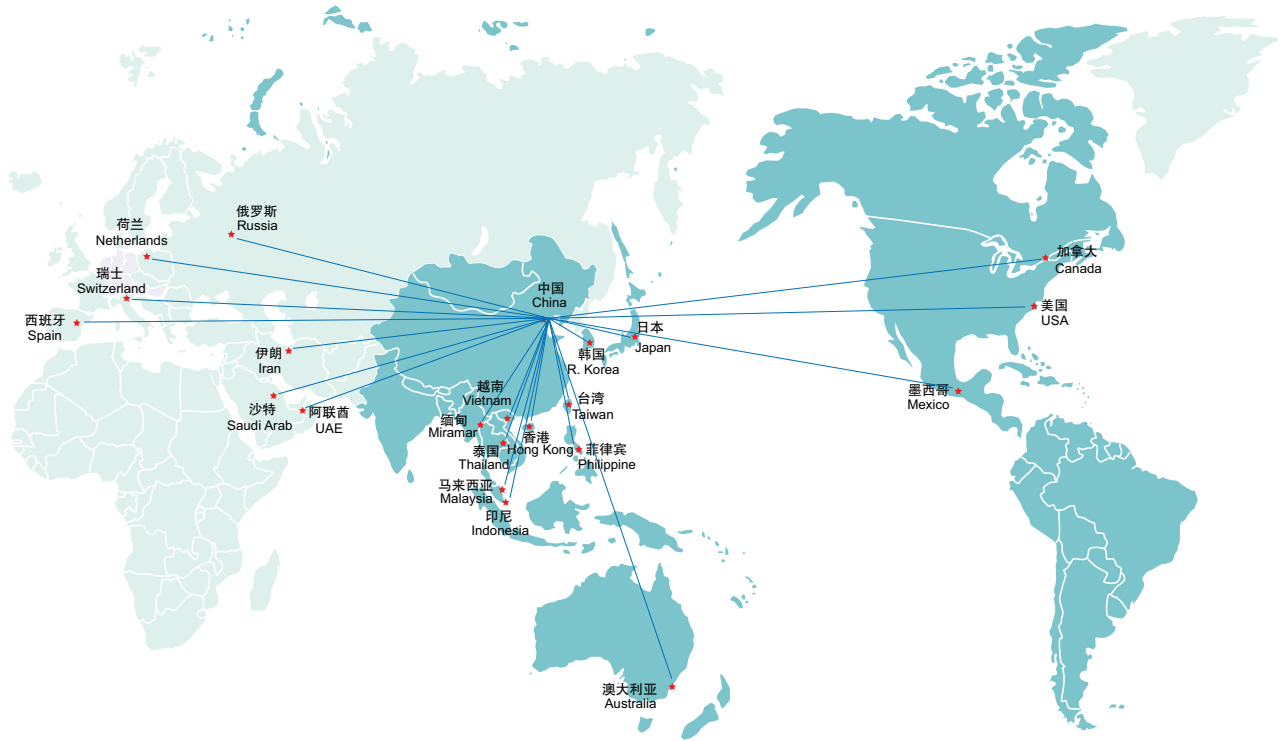 俄罗斯
Russia
荷兰
Netherlands
瑞士
Switzerland
西班牙
Spain
伊朗
Iran
沙特
Saudi Arab
阿联酋
UAE
中国
China
日本
Japan
韩国
R. Korea
越南
Vietnam
缅甸
Miramar
台湾
Taiwan
香港
Hong Kong
泰国
Thailand
菲律宾
Philippine
马来西亚
Malaysia
印尼
Indonesia
澳大利亚
Australia
加拿大
Canada
美国
USA
墨西哥
Mexico